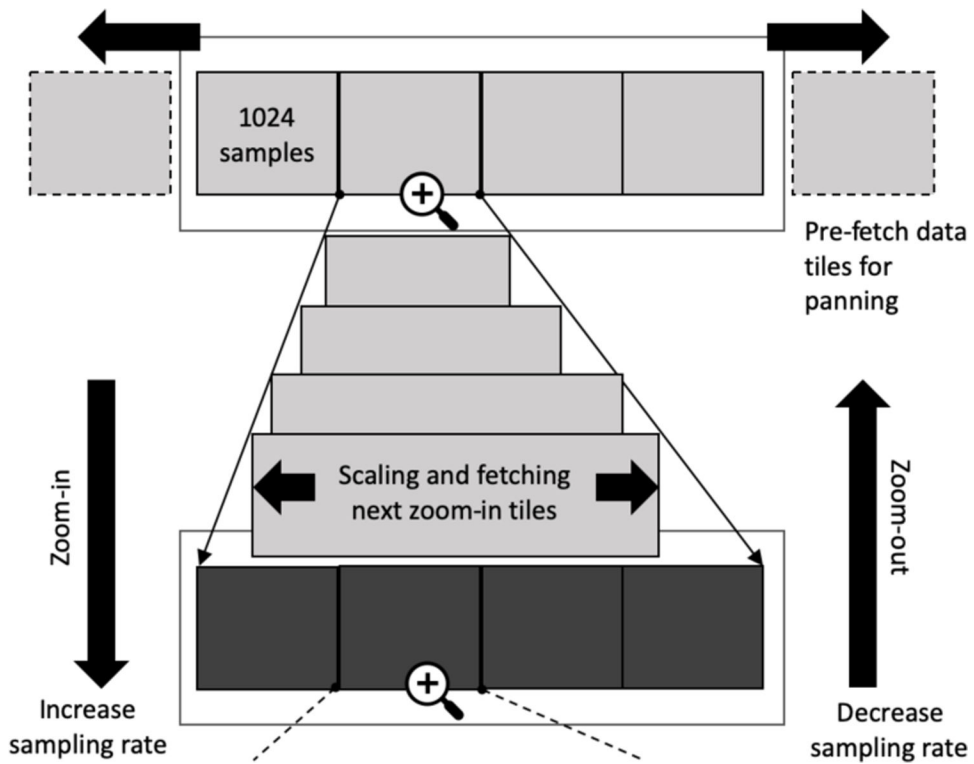 1024
samples
Pre-fetch data
tiles for
panning
Scaling and fetching
next zoom-in tiles
Zoom-in
Zoom-out
Increase
sampling rate
Decrease
sampling rate